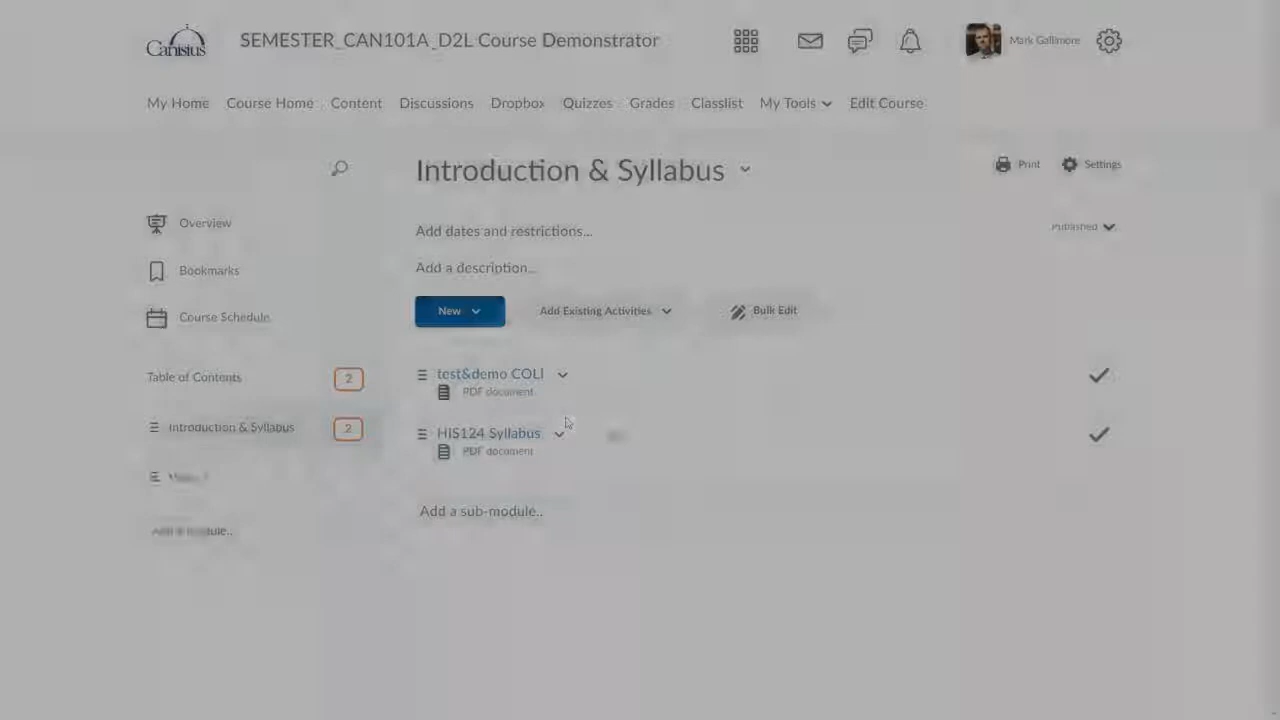 Canisius
SEMESTER_CAN101A_D2L Course Demonstrator
Mark Gallimore
My Home Course Home Content Discussions Dropbox Quizzes Grades Classlist My Tools Edit Course
Introduction & Syllabus
Print Settings
Overview
Bookmarks
Course Schedule
Table of Contents 2
Introduction & Syllabus 2
Add a module..
Add dates and restrictions...
Published
Add a description...
New Add Existing Activities Bulk Edit
test&demo COLI
PDF document
HIS124 Syllabus
PDF document
Add a sub-module..